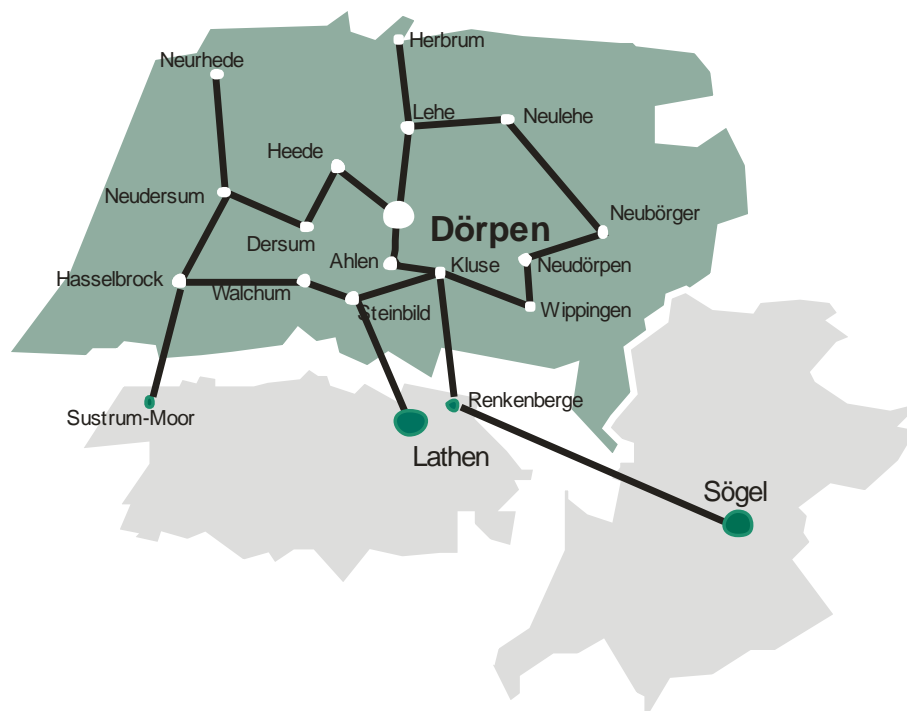 Herbrum
Neurhede
Lehe
Neulehe
Heede
Neudersum
Neubörger
Dörpen
Dersum
Ahlen
Kluse
Neudörpen
Hasselbrock
Walchum
Steinbild
Wippingen
Renkenberge
Sustrum-Moor
Lathen
Sögel